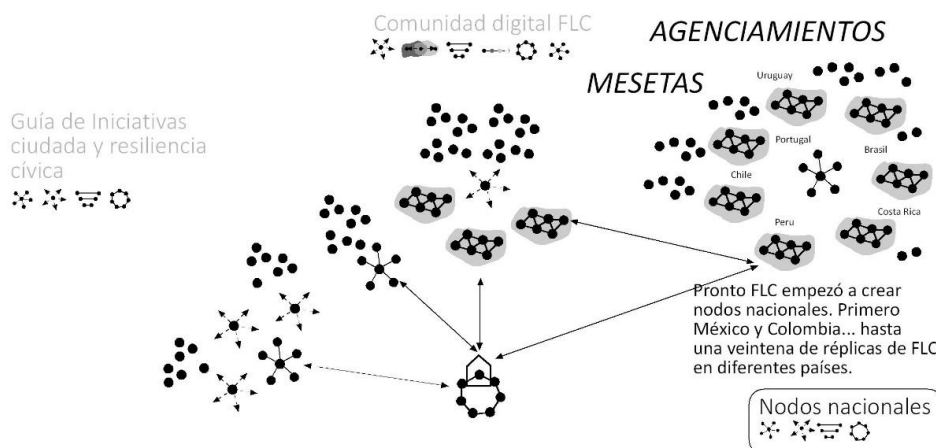 Comunidad digital FLC
AGENCIAMIENTOS
MESETAS
Guía de Iniciativas
ciudada y resiliencia
cívica
Uruguay
Portugal
Brasil
Chile
Costa Rica
Peru
Pronto FLC empezó a crear
nodos nacionales. Primero
México y Colombia... hasta
una veintena de réplicas de FLC
en diferentes países.
Nodos nacionales